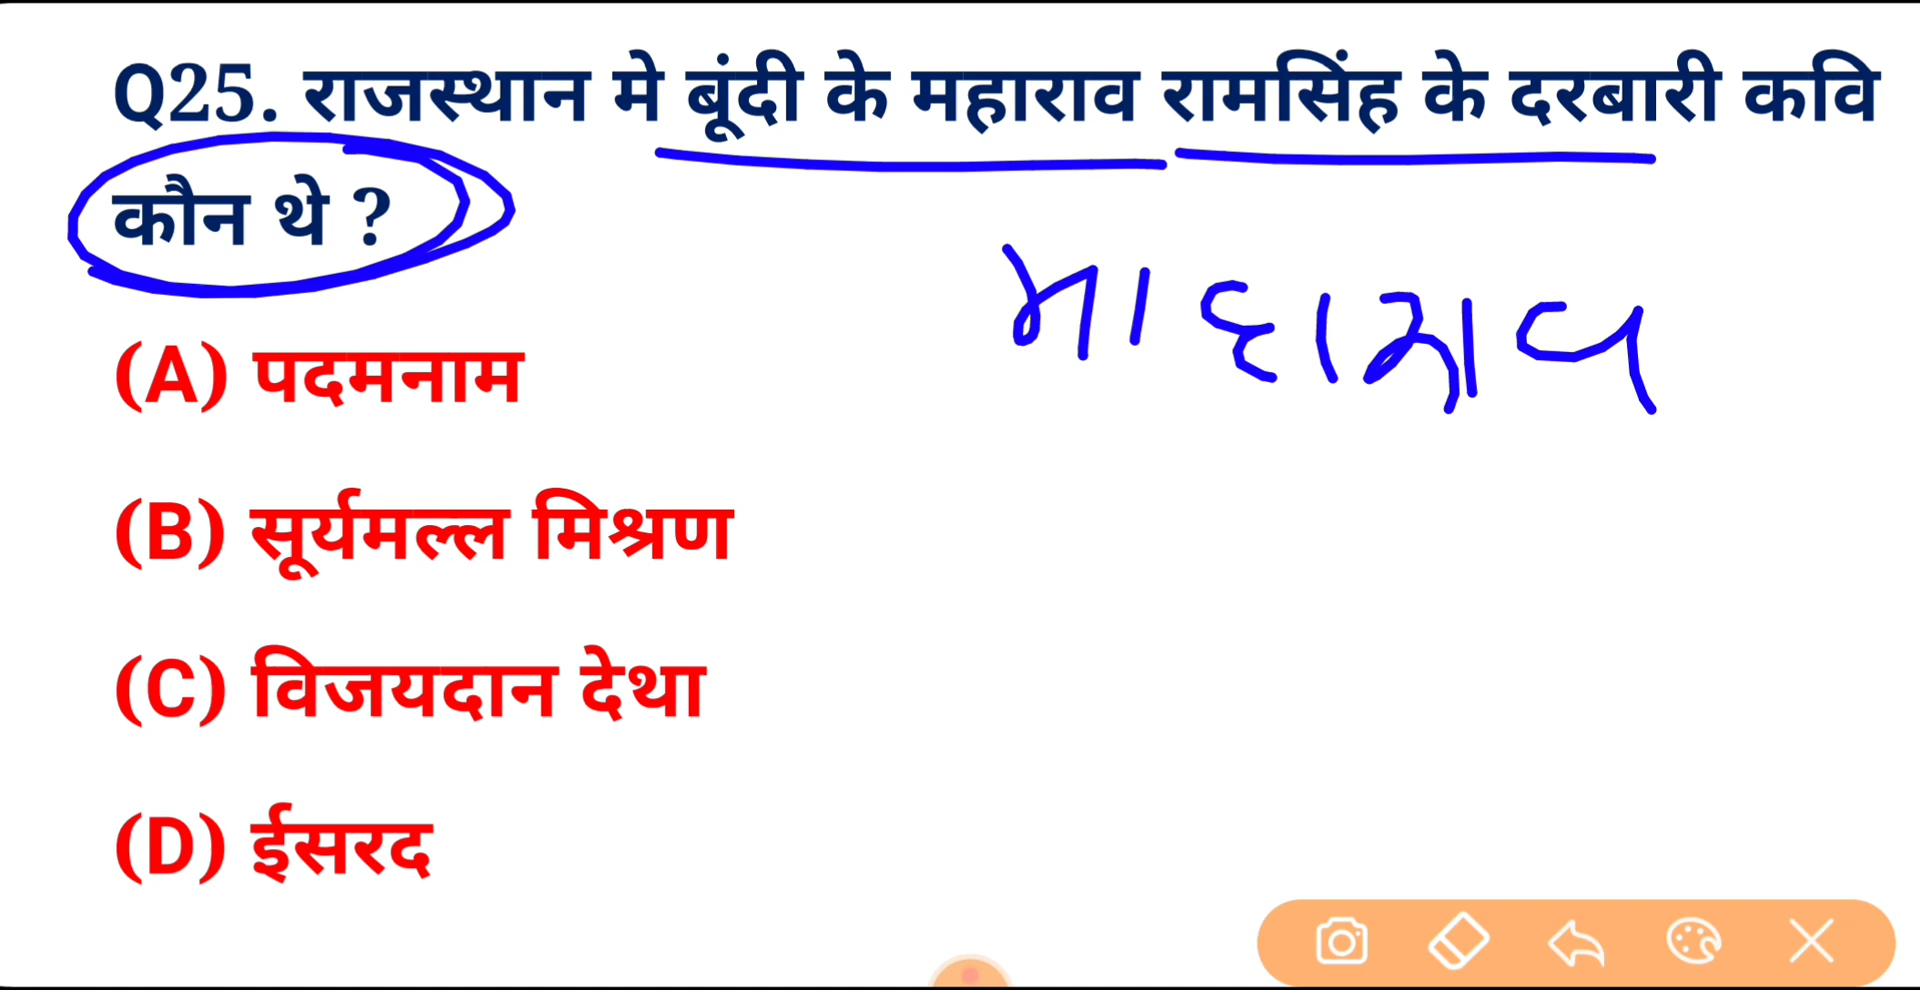 Q25. राजस्थान मे बूंदी के महाराव रामसिंह के दरबारी कवि
कौन थे ?
(A) पदमनाम
(B) सूर्यमल्ल मिश्रण
(C) विजयदान देथा
(D) ईसरद